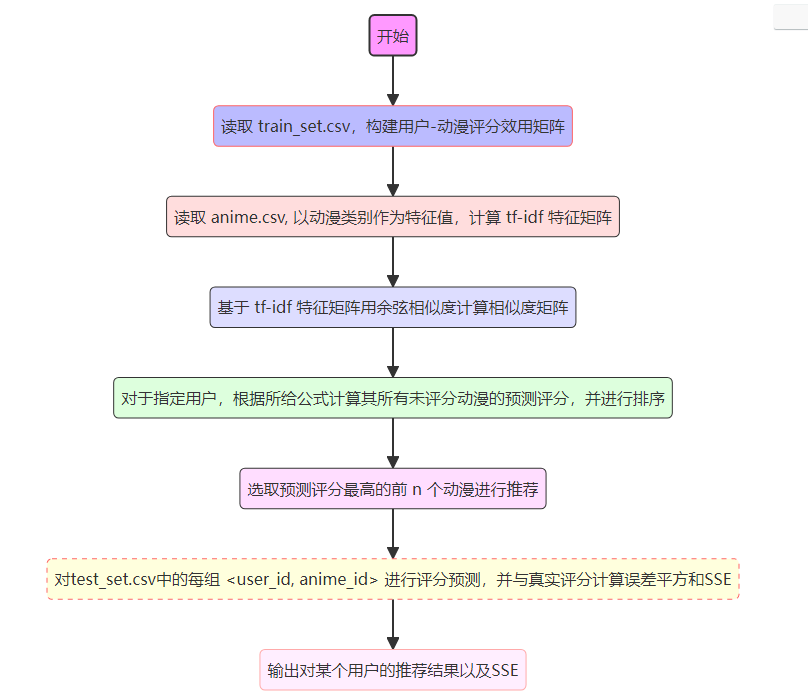 开始
读取 train_set.csv，构建用户-动漫评分效用矩阵
读取 anime.csv, 以动漫类别作为特征值，计算 tf-idf 特征矩阵
基于 tf-idf 特征矩阵用余弦相似度计算相似度矩阵
对于指定用户，根据所给公式计算其所有未评分动漫的预测评分，并进行排序
选取预测评分最高的前 n 个动漫进行推荐
对test_set.csv中的每组 <user_id, anime_id> 进行评分预测，并与真实评分计算误差平方和SSE
输出对某个用户的推荐结果以及SSE